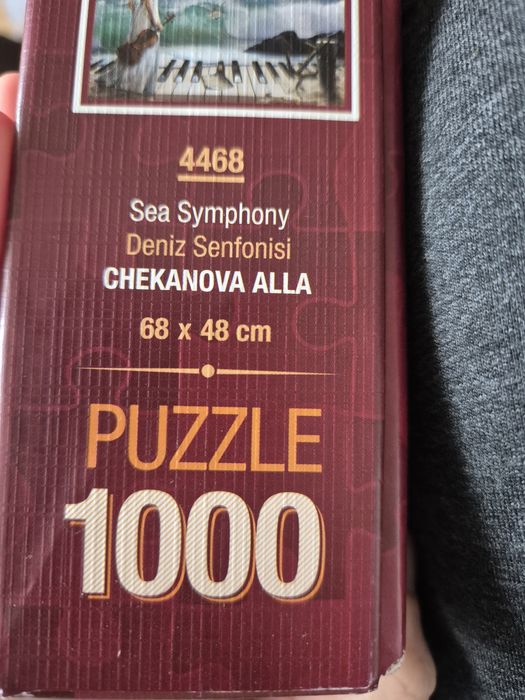 4468
Sea Symphony
Deniz Senfonisi
CHEKANOVA ALLA
68 x 48 cm
PUZZLE
1000